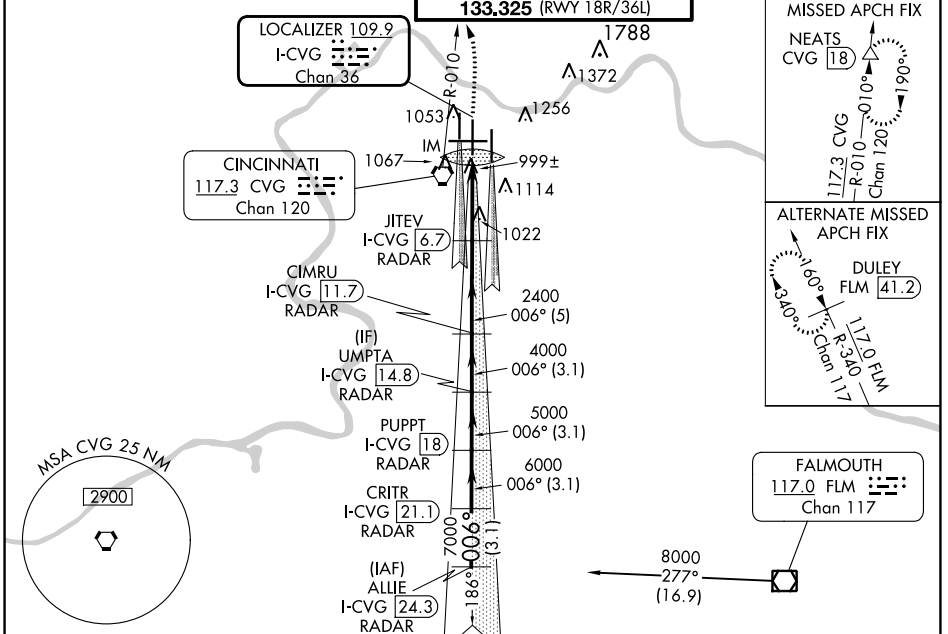 133.325 (RWY 18R/36L)
LOCALIZER 109.9
I-CVG
Chan 36
R-010
1788
1372
1053
1256
IM
1067
999±
CINCINNATI
117.3 CVG
Chan 120
1114
JITEV
I-CVG 6.7
RADAR
1022
CIMRU
I-CVG 11.7
RADAR
2400
006° (5)
(IF)
UMPTA
I-CVG 14.8
RADAR
4000
006° (3.1)
PUPPT
I-CVG 18
RADAR
5000
006° (3.1)
CRITR
I-CVG 21.1
RADAR
6000
006° (3.1)
(IAF)
ALLIE
I-CVG 24.3
RADAR
7000
006°
(3.1)
186°
MSA CVG 25 NM
2900
MISSED APCH FIX
NEATS
CVG 18
010°
190°
117.3 CVG
R-010
Chan 120
ALTERNATE MISSED
APCH FIX
DULEY
FLM 41.2
160°
340°
117.0 FLM
R-340
Chan 117
FALMOUTH
117.0 FLM
Chan 117
8000
277°
(16.9)